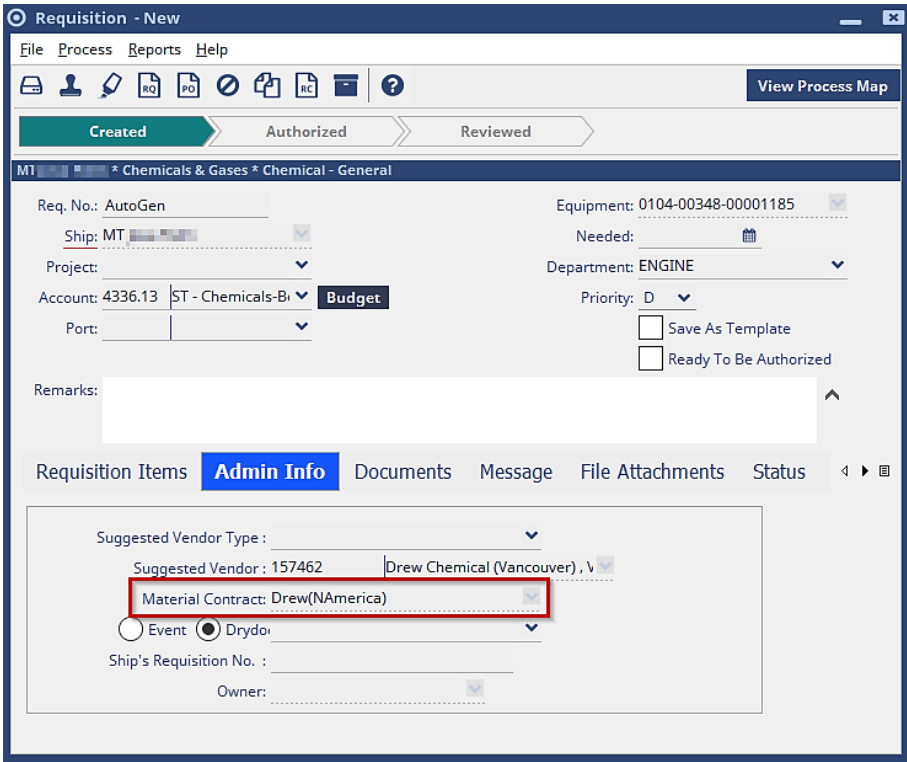 Requisition - New
File Process Reports Help
RQ PO RC ? View Process Map
Created Authorized Reviewed
* Chemicals & Gases * Chemical - General
Req. No.: AutoGen Equipment: 0104-00348-00001185
Ship: MT Needed:
Project: Department: ENGINE
Account: 4336.13 ST - Chemicals-B Budget Priority: D
Port: Save As Template
Ready To Be Authorized
Remarks:
Requisition Items Admin Info Documents Message File Attachments Status
Suggested Vendor Type :
Suggested Vendor : 157462 Drew Chemical (Vancouver) , V
Material Contract: Drew(NAmerica)
Event Drydo
Ship's Requisition No. :
Owner: